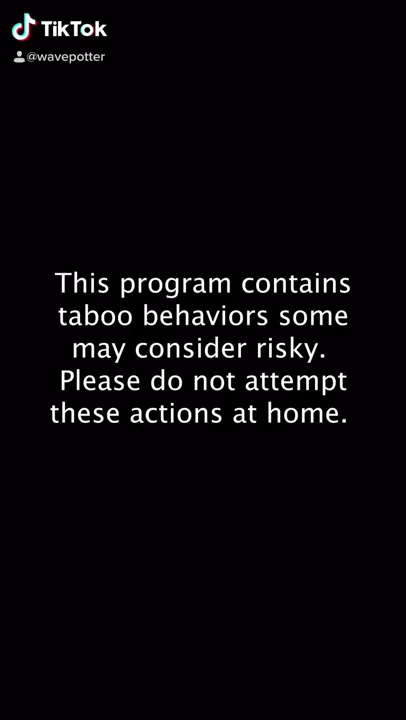 TikTok
@wavepotter
This program contains
taboo behaviors some
may consider risky.
Please do not attempt
these actions at home.